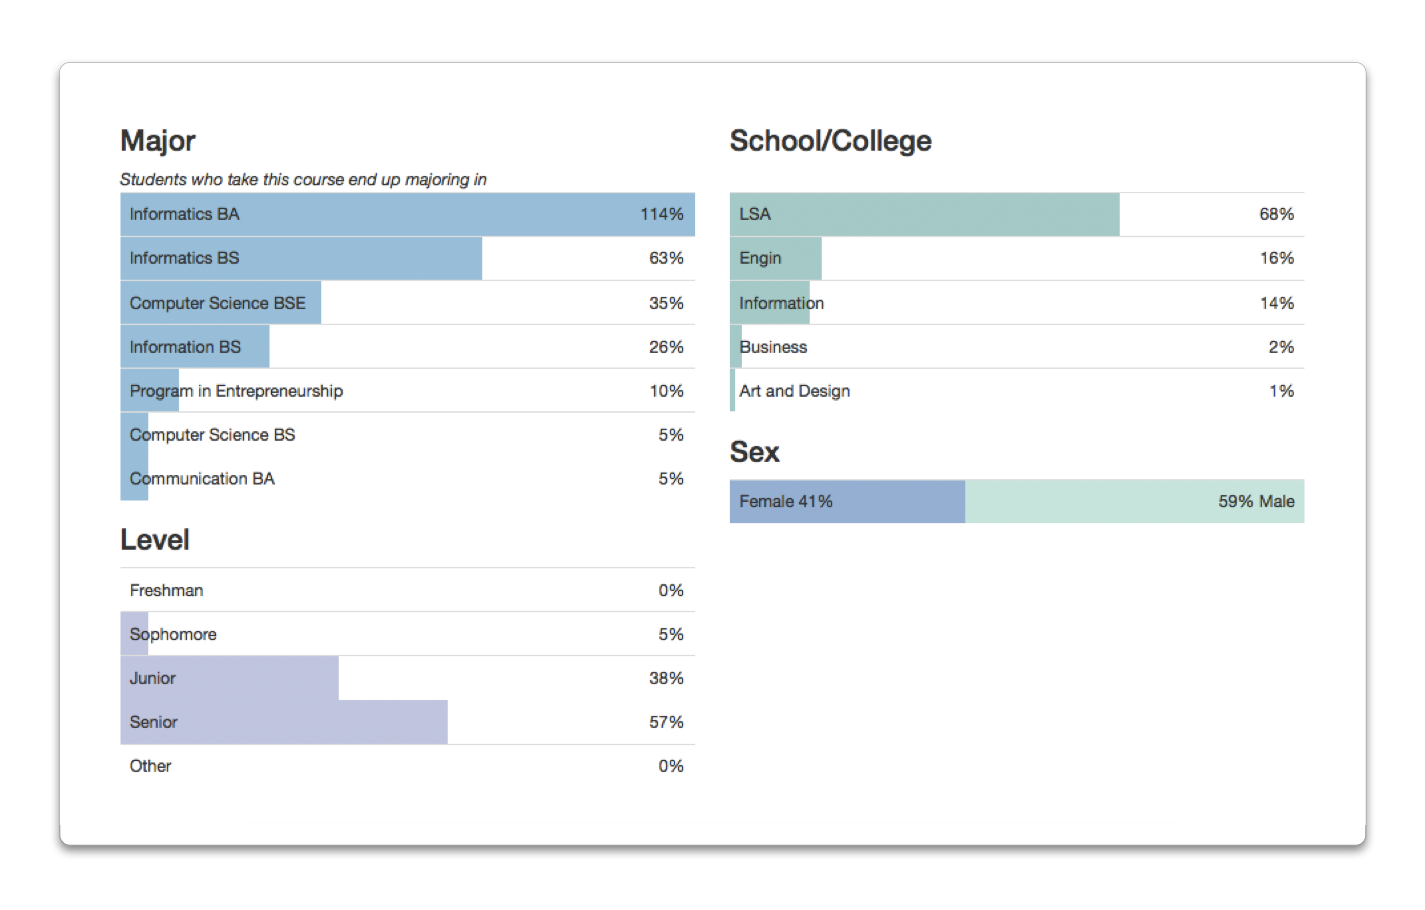 Major
Students who take this course end up majoring in
Informatics BA 114%
Informatics BS 63%
Computer Science BSE 35%
Information BS 26%
Program in Entrepreneurship 10%
Computer Science BS 5%
Communication BA 5%
Level
Freshman 0%
Sophomore 5%
Junior 38%
Senior 57%
Other 0%
School/College
LSA 68%
Engin 16%
Information 14%
Business 2%
Art and Design 1%
Sex
Female 41% 59% Male